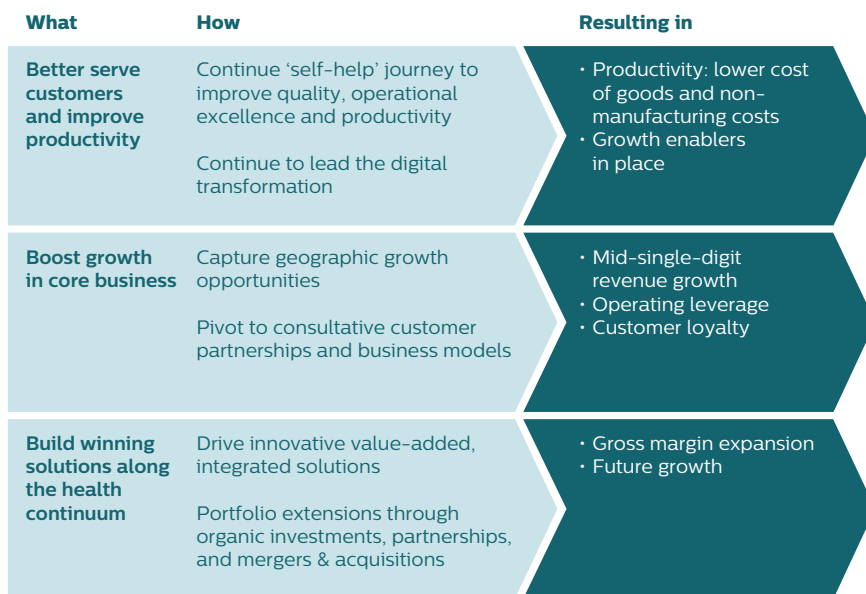 What
How
Resulting in
Better serve
customers
and improve
productivity
Continue ‘self-help’ journey to
improve quality, operational
excellence and productivity
Continue to lead the digital
transformation
· Productivity: lower cost
of goods and non-
manufacturing costs
· Growth enablers
in place
Boost growth
in core business
Capture geographic growth
opportunities
Pivot to consultative customer
partnerships and business models
· Mid-single-digit
revenue growth
· Operating leverage
· Customer loyalty
Build winning
solutions along
the health
continuum
Drive innovative value-added,
integrated solutions
Portfolio extensions through
organic investments, partnerships,
and mergers & acquisitions
· Gross margin expansion
· Future growth